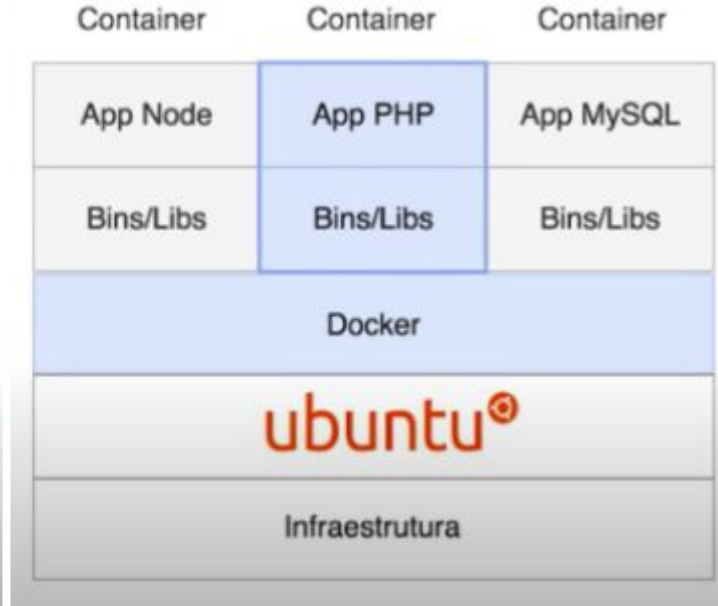 Container Container Container
App Node App PHP App MySQL
Bins/Libs Bins/Libs Bins/Libs
Docker
ubuntu
Infraestrutura